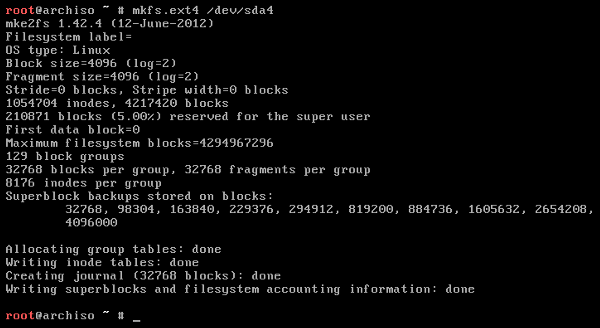 root@archiso ~ # mkfs.ext4 /dev/sda4
mke2fs 1.42.4 (12-June-2012)
Filesystem label=
OS type: Linux
Block size=4096 (log=2)
Fragment size=4096 (log=2)
Stride=0 blocks, Stripe width=0 blocks
1054704 inodes, 4217420 blocks
210871 blocks (5.00%) reserved for the super user
First data block=0
Maximum filesystem blocks=4294967296
129 block groups
32768 blocks per group, 32768 fragments per group
8176 inodes per group
Superblock backups stored on blocks:
        32768, 98304, 163840, 229376, 294912, 819200, 884736, 1605632, 2654208,
        4096000

Allocating group tables: done
Writing inode tables: done
Creating journal (32768 blocks): done
Writing superblocks and filesystem accounting information: done

root@archiso ~ # _